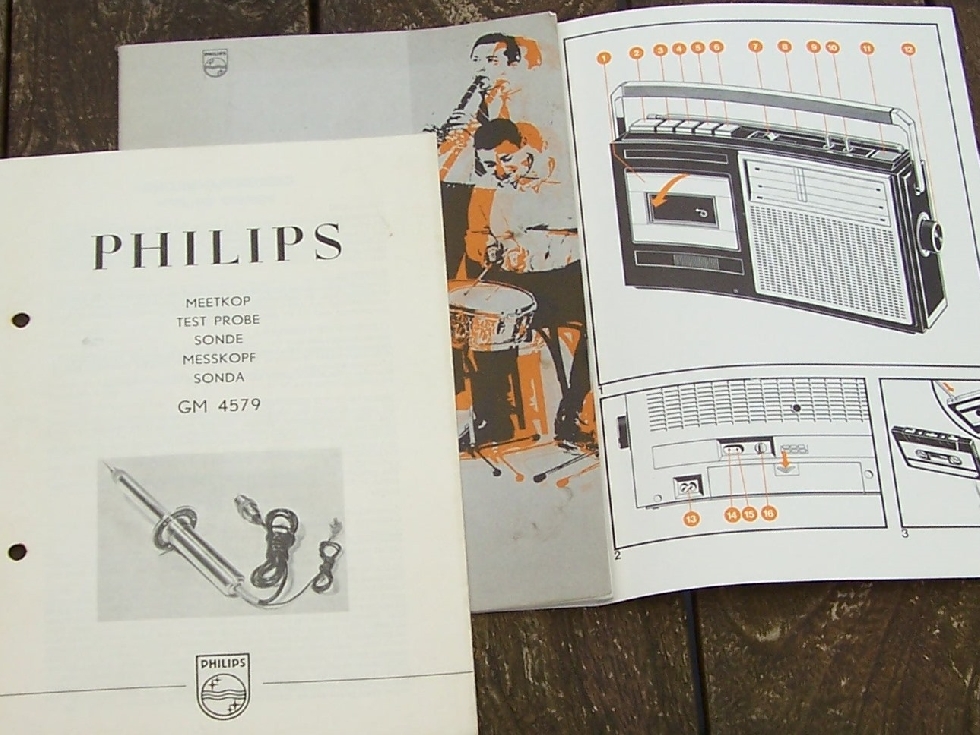 PHILIPS
PHILIPS
MEETKOP
TEST PROBE
SONDE
MESSKOPF
SONDA
GM 4579
PHILIPS
1 2 3 4 5 6 7 8 9 10 11 12
13 14 15 16
2
3